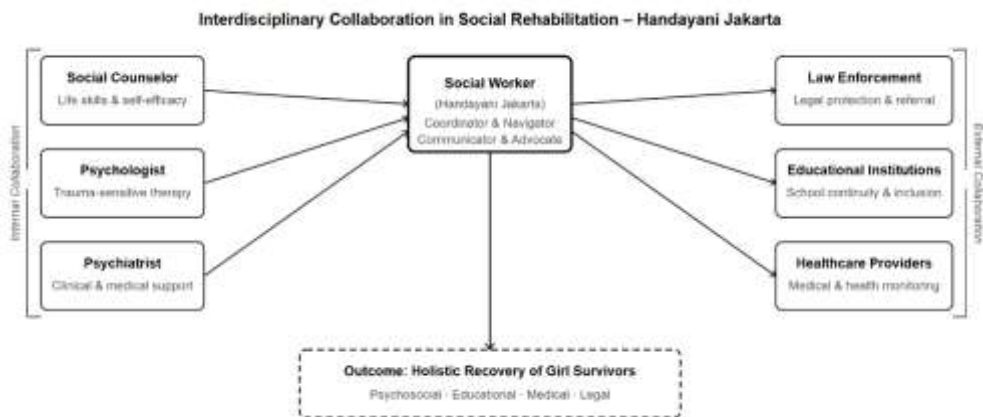 Interdisciplinary Collaboration in Social Rehabilitation – Handayani Jakarta
Internal Collaboration
Social Counselor
Life skills & self-efficacy
Psychologist
Trauma-sensitive therapy
Psychiatrist
Clinical & medical support
Social Worker
(Handayani Jakarta)
Coordinator & Navigator
Communicator & Advocate
Law Enforcement
Legal protection & referral
Educational Institutions
School continuity & inclusion
Healthcare Providers
Medical & health monitoring
External Collaboration
Outcome: Holistic Recovery of Girl Survivors
Psychosocial · Educational · Medical · Legal